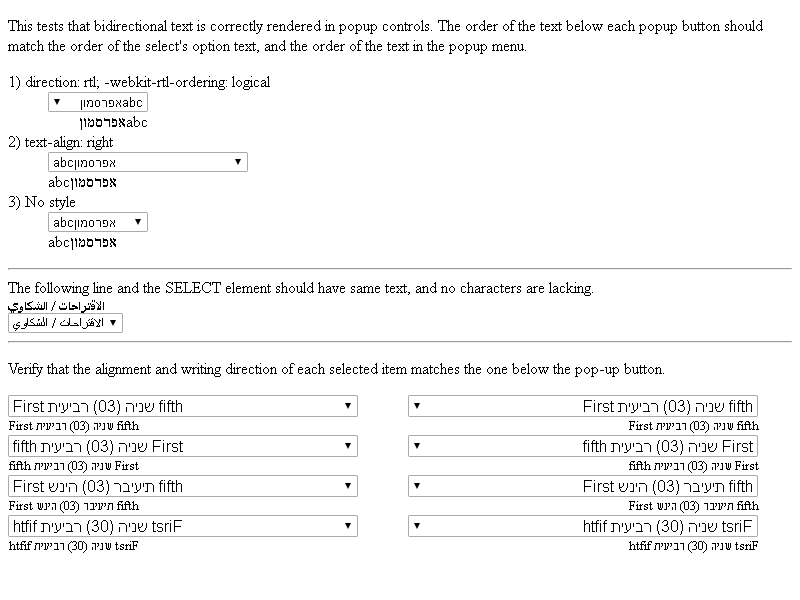 This tests that bidirectional text is correctly rendered in popup controls. The order of the text below each popup button should
match the order of the select's option text, and the order of the text in the popup menu.
1) direction: rtl; -webkit-rtl-ordering: logical
abcאפרסמון
abcאפרסמון
2) text-align: right
abcאפרסמון
abcאפרסמון
3) No style
abcאפרסמון
abcאפרסמון
The following line and the SELECT element should have same text, and no characters are lacking.
الاقتراحات / الشكاوي
الاقتراحات / الشكاوي
Verify that the alignment and writing direction of each selected item matches the one below the pop-up button.
First שניה (03) רביעית fifth
First שניה (03) רביעית fifth
First שניה (03) רביעית fifth
First שניה (03) רביעית fifth
fifth שניה (03) רביעית First
fifth שניה (03) רביעית First
fifth שניה (03) רביעית First
fifth שניה (03) רביעית First
First תיעיבר (03) הינש fifth
First תיעיבר (03) הינש fifth
First תיעיבר (03) הינש fifth
First תיעיבר (03) הינש fifth
htfif שניה (30) רביעית tsriF
htfif שניה (30) רביעית tsriF
htfif שניה (30) רביעית tsriF
htfif שניה (30) רביעית tsriF